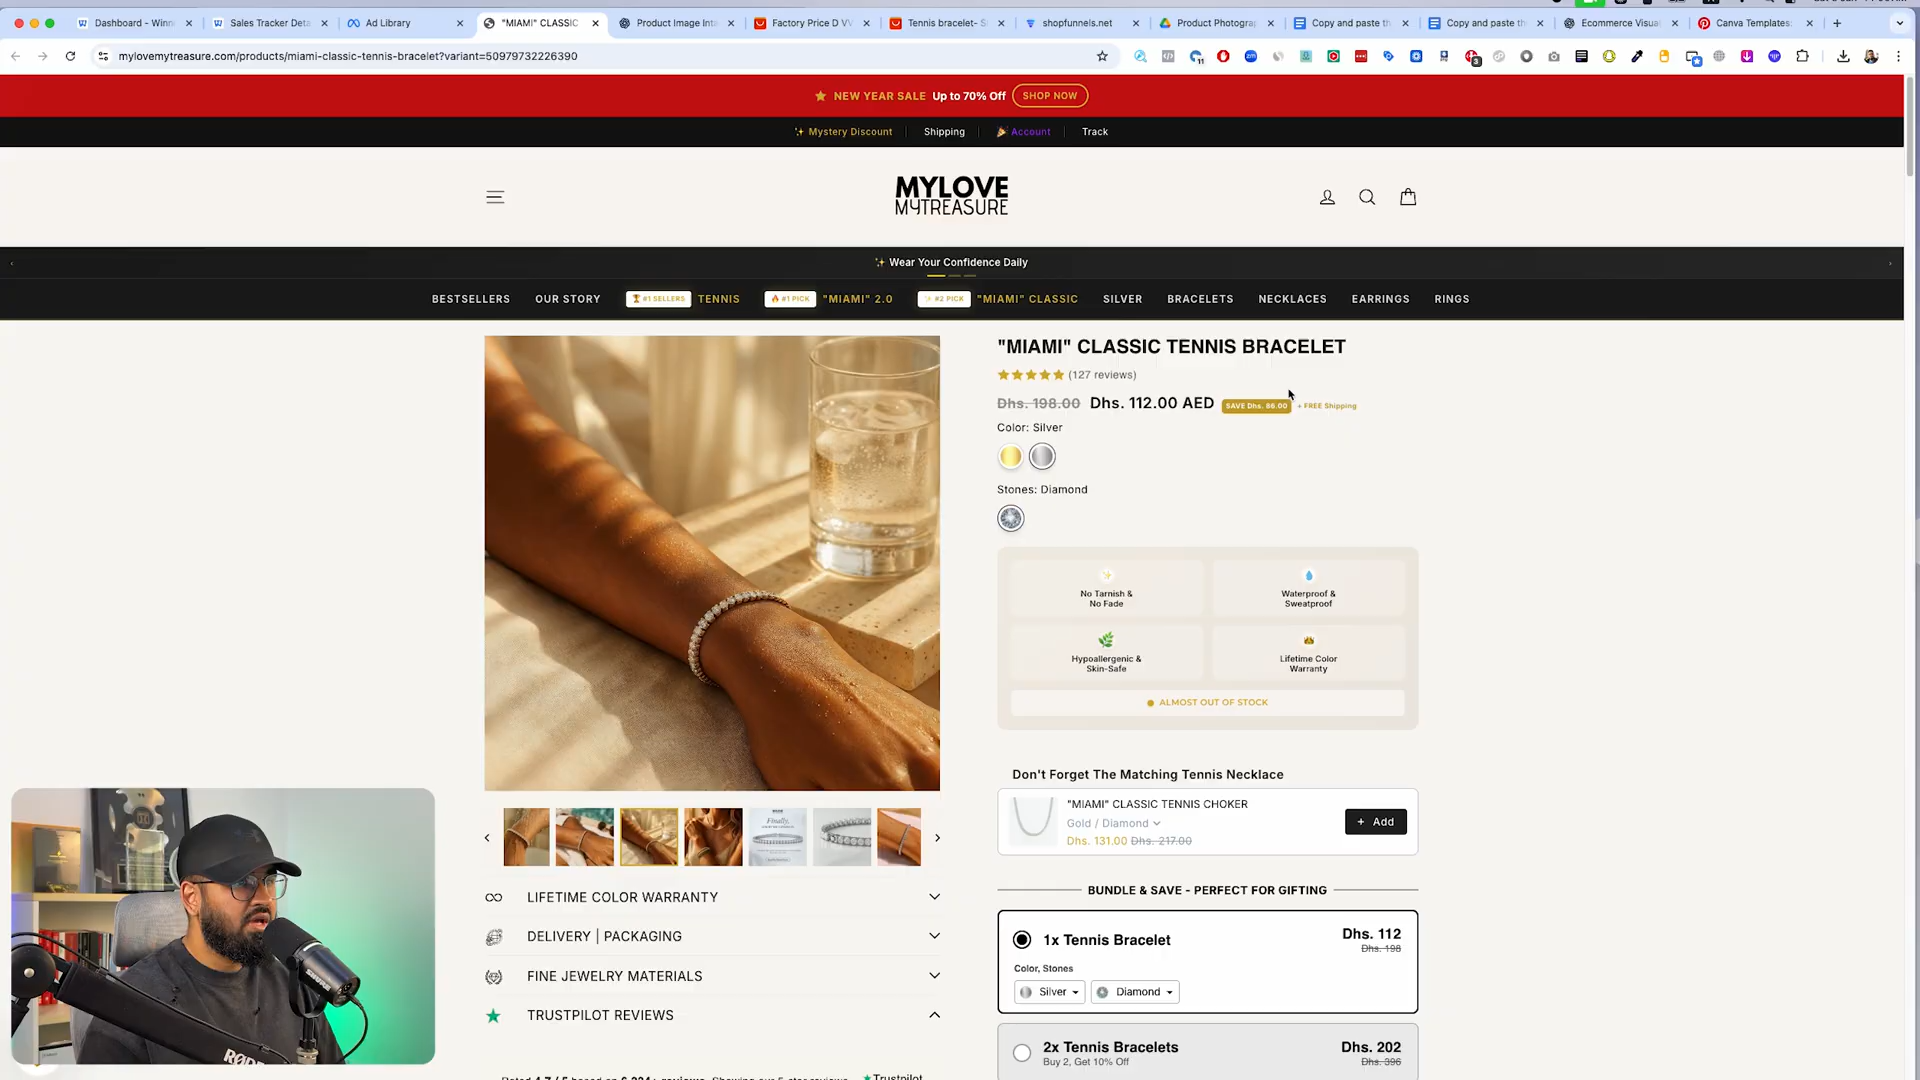 Dashboard - Winn
Sales Tracker Deta
Ad Library
"MIAMI" CLASSIC
Product Image Int
Factory Price D VV
Tennis bracelet- S
shopfunnels.net
Product Photograp
Copy and paste th
Copy and paste th
Ecommerce Visual
Canva Templates
mylovemytreasure.com/products/miami-classic-tennis-bracelet?variant=50979732226390
NEW YEAR SALE Up to 70% Off SHOP NOW
Mystery Discount Shipping Account Track
MYLOVE
MYTREASURE
Wear Your Confidence Daily
BESTSELLERS OUR STORY #1 SELLERS TENNIS #1 PICK "MIAMI" 2.0 #2 PICK "MIAMI" CLASSIC SILVER BRACELETS NECKLACES EARRINGS RINGS
"MIAMI" CLASSIC TENNIS BRACELET
(127 reviews)
Dhs. 198.00 Dhs. 112.00 AED SAVE Dhs. 86.00 + FREE Shipping
Color: Silver
Stones: Diamond
No Tarnish &
No Fade
Waterproof &
Sweatproof
Hypoallergenic &
Skin-Safe
Lifetime Color
Warranty
ALMOST OUT OF STOCK
Don't Forget The Matching Tennis Necklace
"MIAMI" CLASSIC TENNIS CHOKER
Gold / Diamond
Dhs. 131.00 Dhs. 217.00
+ Add
BUNDLE & SAVE - PERFECT FOR GIFTING
1x Tennis Bracelet
Dhs. 112
Dhs. 198
Color, Stones
Silver Diamond
2x Tennis Bracelets
Buy 2, Get 10% Off
Dhs. 202
Dhs. 396
Finally,
LIFETIME COLOR WARRANTY
DELIVERY | PACKAGING
FINE JEWELRY MATERIALS
TRUSTPILOT REVIEWS
Trustpilot
SHURE
RØDE